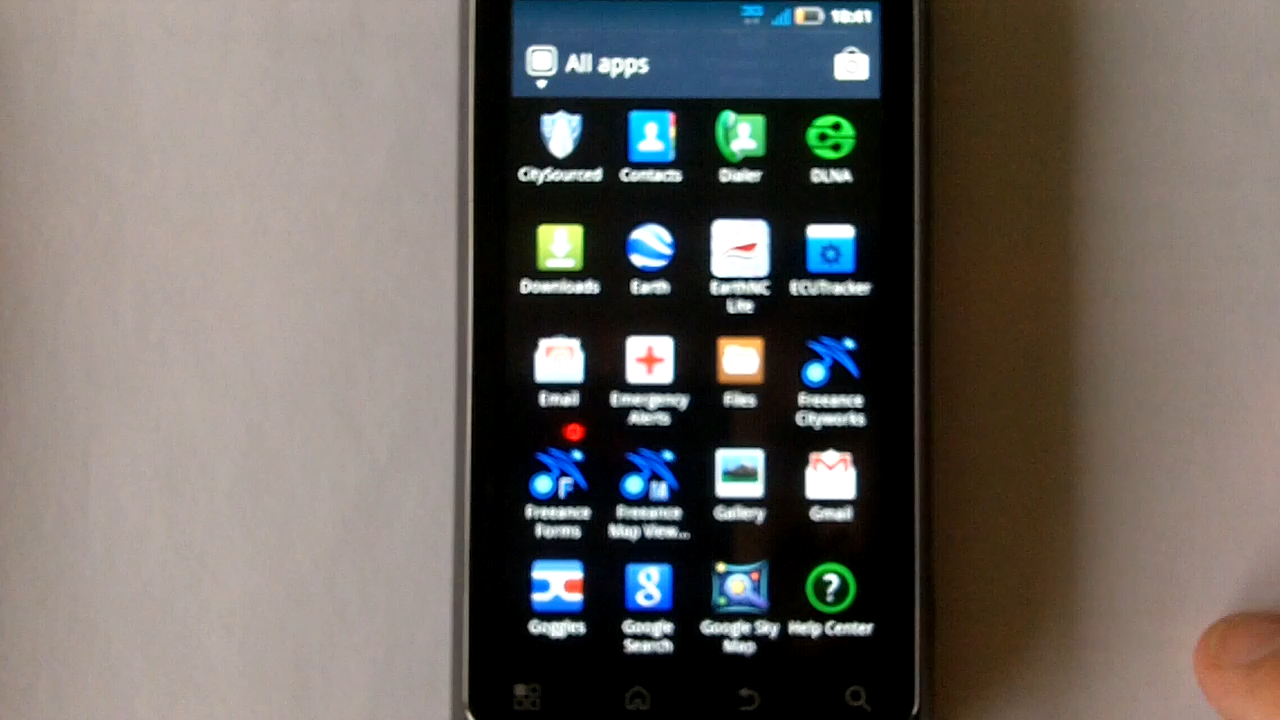 10:41
All apps
CitySourced Contacts Dialer DLNA
Downloads Earth EarthNC ECUTracker
Lite
Email Emergency Files Freeance
Alerts Cityworks
F M
Freeance Freeance Gallery Gmail
Forms Map View...
8
Goggles Google Google Sky Help Center
Search Map